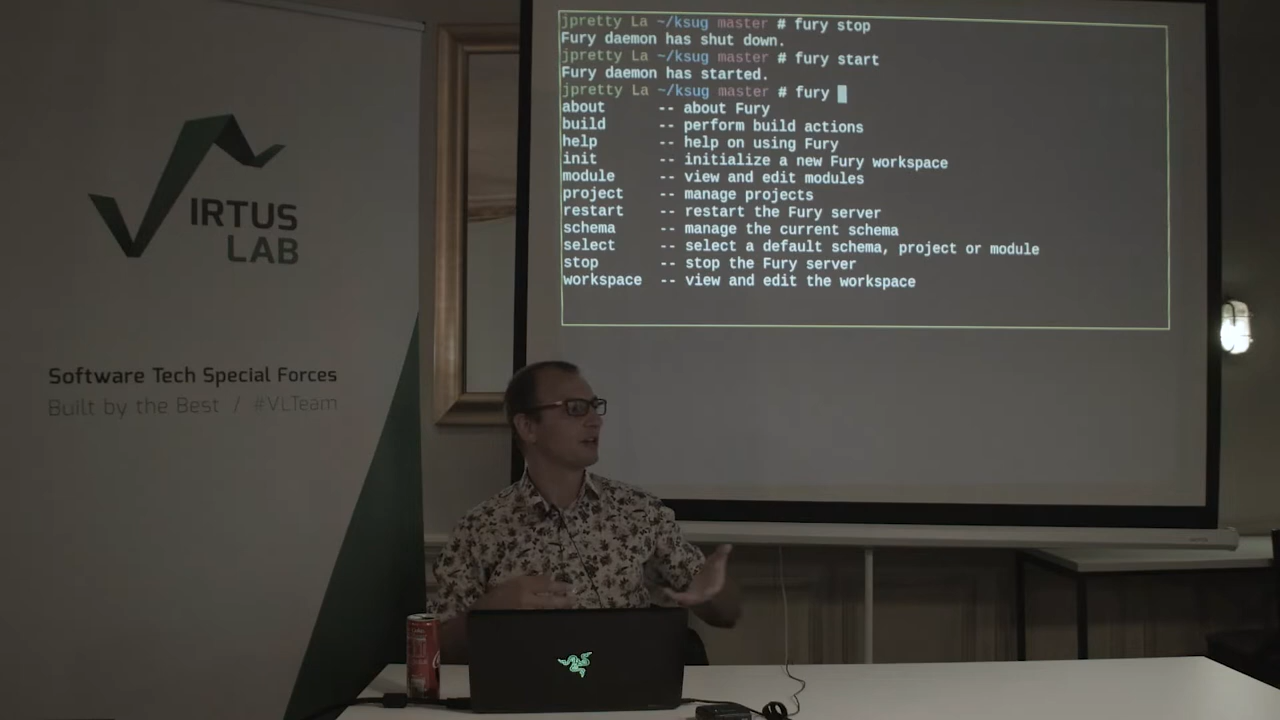 VIRTUS
LAB
Software Tech Special Forces
Built by the Best / #VLTeam
jpretty La ~/ksug master # fury stop
Fury daemon has shut down.
jpretty La ~/ksug master # fury start
Fury daemon has started.
jpretty La ~/ksug master # fury
about -- about Fury
build -- perform build actions
help -- help on using Fury
init -- initialize a new Fury workspace
module -- view and edit modules
project -- manage projects
restart -- restart the Fury server
schema -- manage the current schema
select -- select a default schema, project or module
stop -- stop the Fury server
workspace -- view and edit the workspace